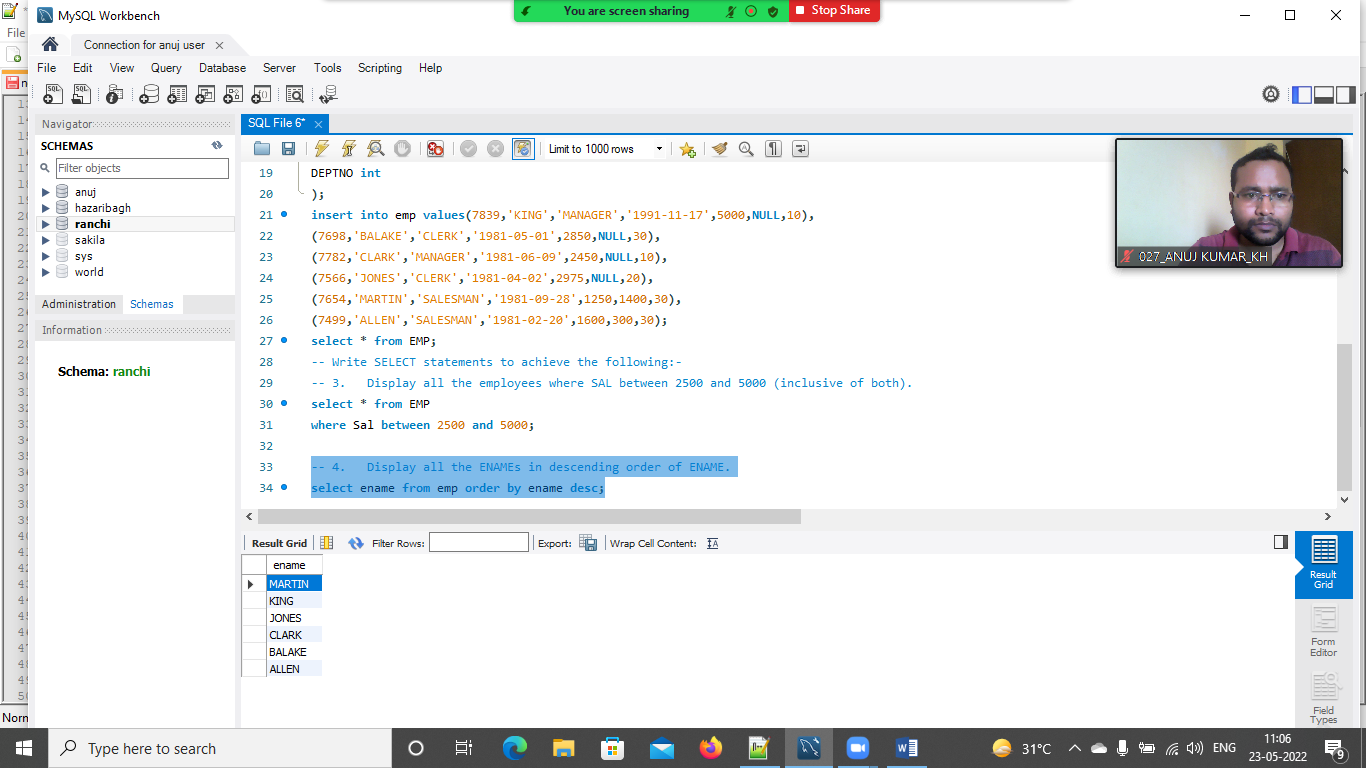 You are screen sharing
Stop Share
MySQL Workbench
File
Connection for anuj user
File Edit View Query Database Server Tools Scripting Help
Navigator
SQL File 6*
SCHEMAS
Limit to 1000 rows
Filter objects
anuj
hazaribagh
ranchi
sakila
sys
world
Administration Schemas
Information
Schema: ranchi
19 DEPTNO int
20 );
21 insert into emp values(7839,'KING','MANAGER','1991-11-17',5000,NULL,10),
22 (7698,'BALAKE','CLERK','1981-05-01',2850,NULL,30),
23 (7782,'CLARK','MANAGER','1981-06-09',2450,NULL,10),
24 (7566,'JONES','CLERK','1981-04-02',2975,NULL,20),
25 (7654,'MARTIN','SALESMAN','1981-09-28',1250,1400,30),
26 (7499,'ALLEN','SALESMAN','1981-02-20',1600,300,30);
27 select * from EMP;
28 -- Write SELECT statements to achieve the following:-
29 -- 3. Display all the employees where SAL between 2500 and 5000 (inclusive of both).
30 select * from EMP
31 where Sal between 2500 and 5000;
32
33 -- 4. Display all the ENAMEs in descending order of ENAME.
34 select ename from emp order by ename desc;
027_ANUJ KUMAR_KH
Result Grid Filter Rows: Export: Wrap Cell Content:
ename
MARTIN
KING
JONES
CLARK
BALAKE
ALLEN
Result
Grid
Form
Editor
Field
Types
Norm
Type here to search
31°C
ENG
11:06
23-05-2022
9